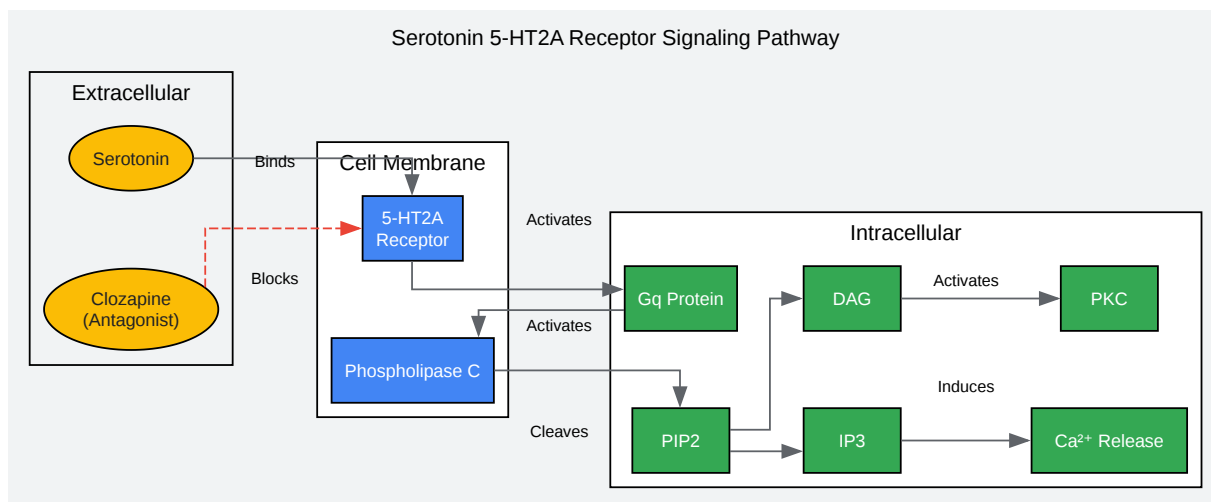 Serotonin 5-HT2A Receptor Signaling Pathway
Extracellular
Serotonin
Binds
Clozapine
(Antagonist)
Blocks
Cell Membrane
5-HT2A
Receptor
Activates
Phospholipase C
Activates
Cleaves
Intracellular
Gq Protein
DAG
Activates
PKC
PIP2
IP3
Induces
Ca²⁺ Release